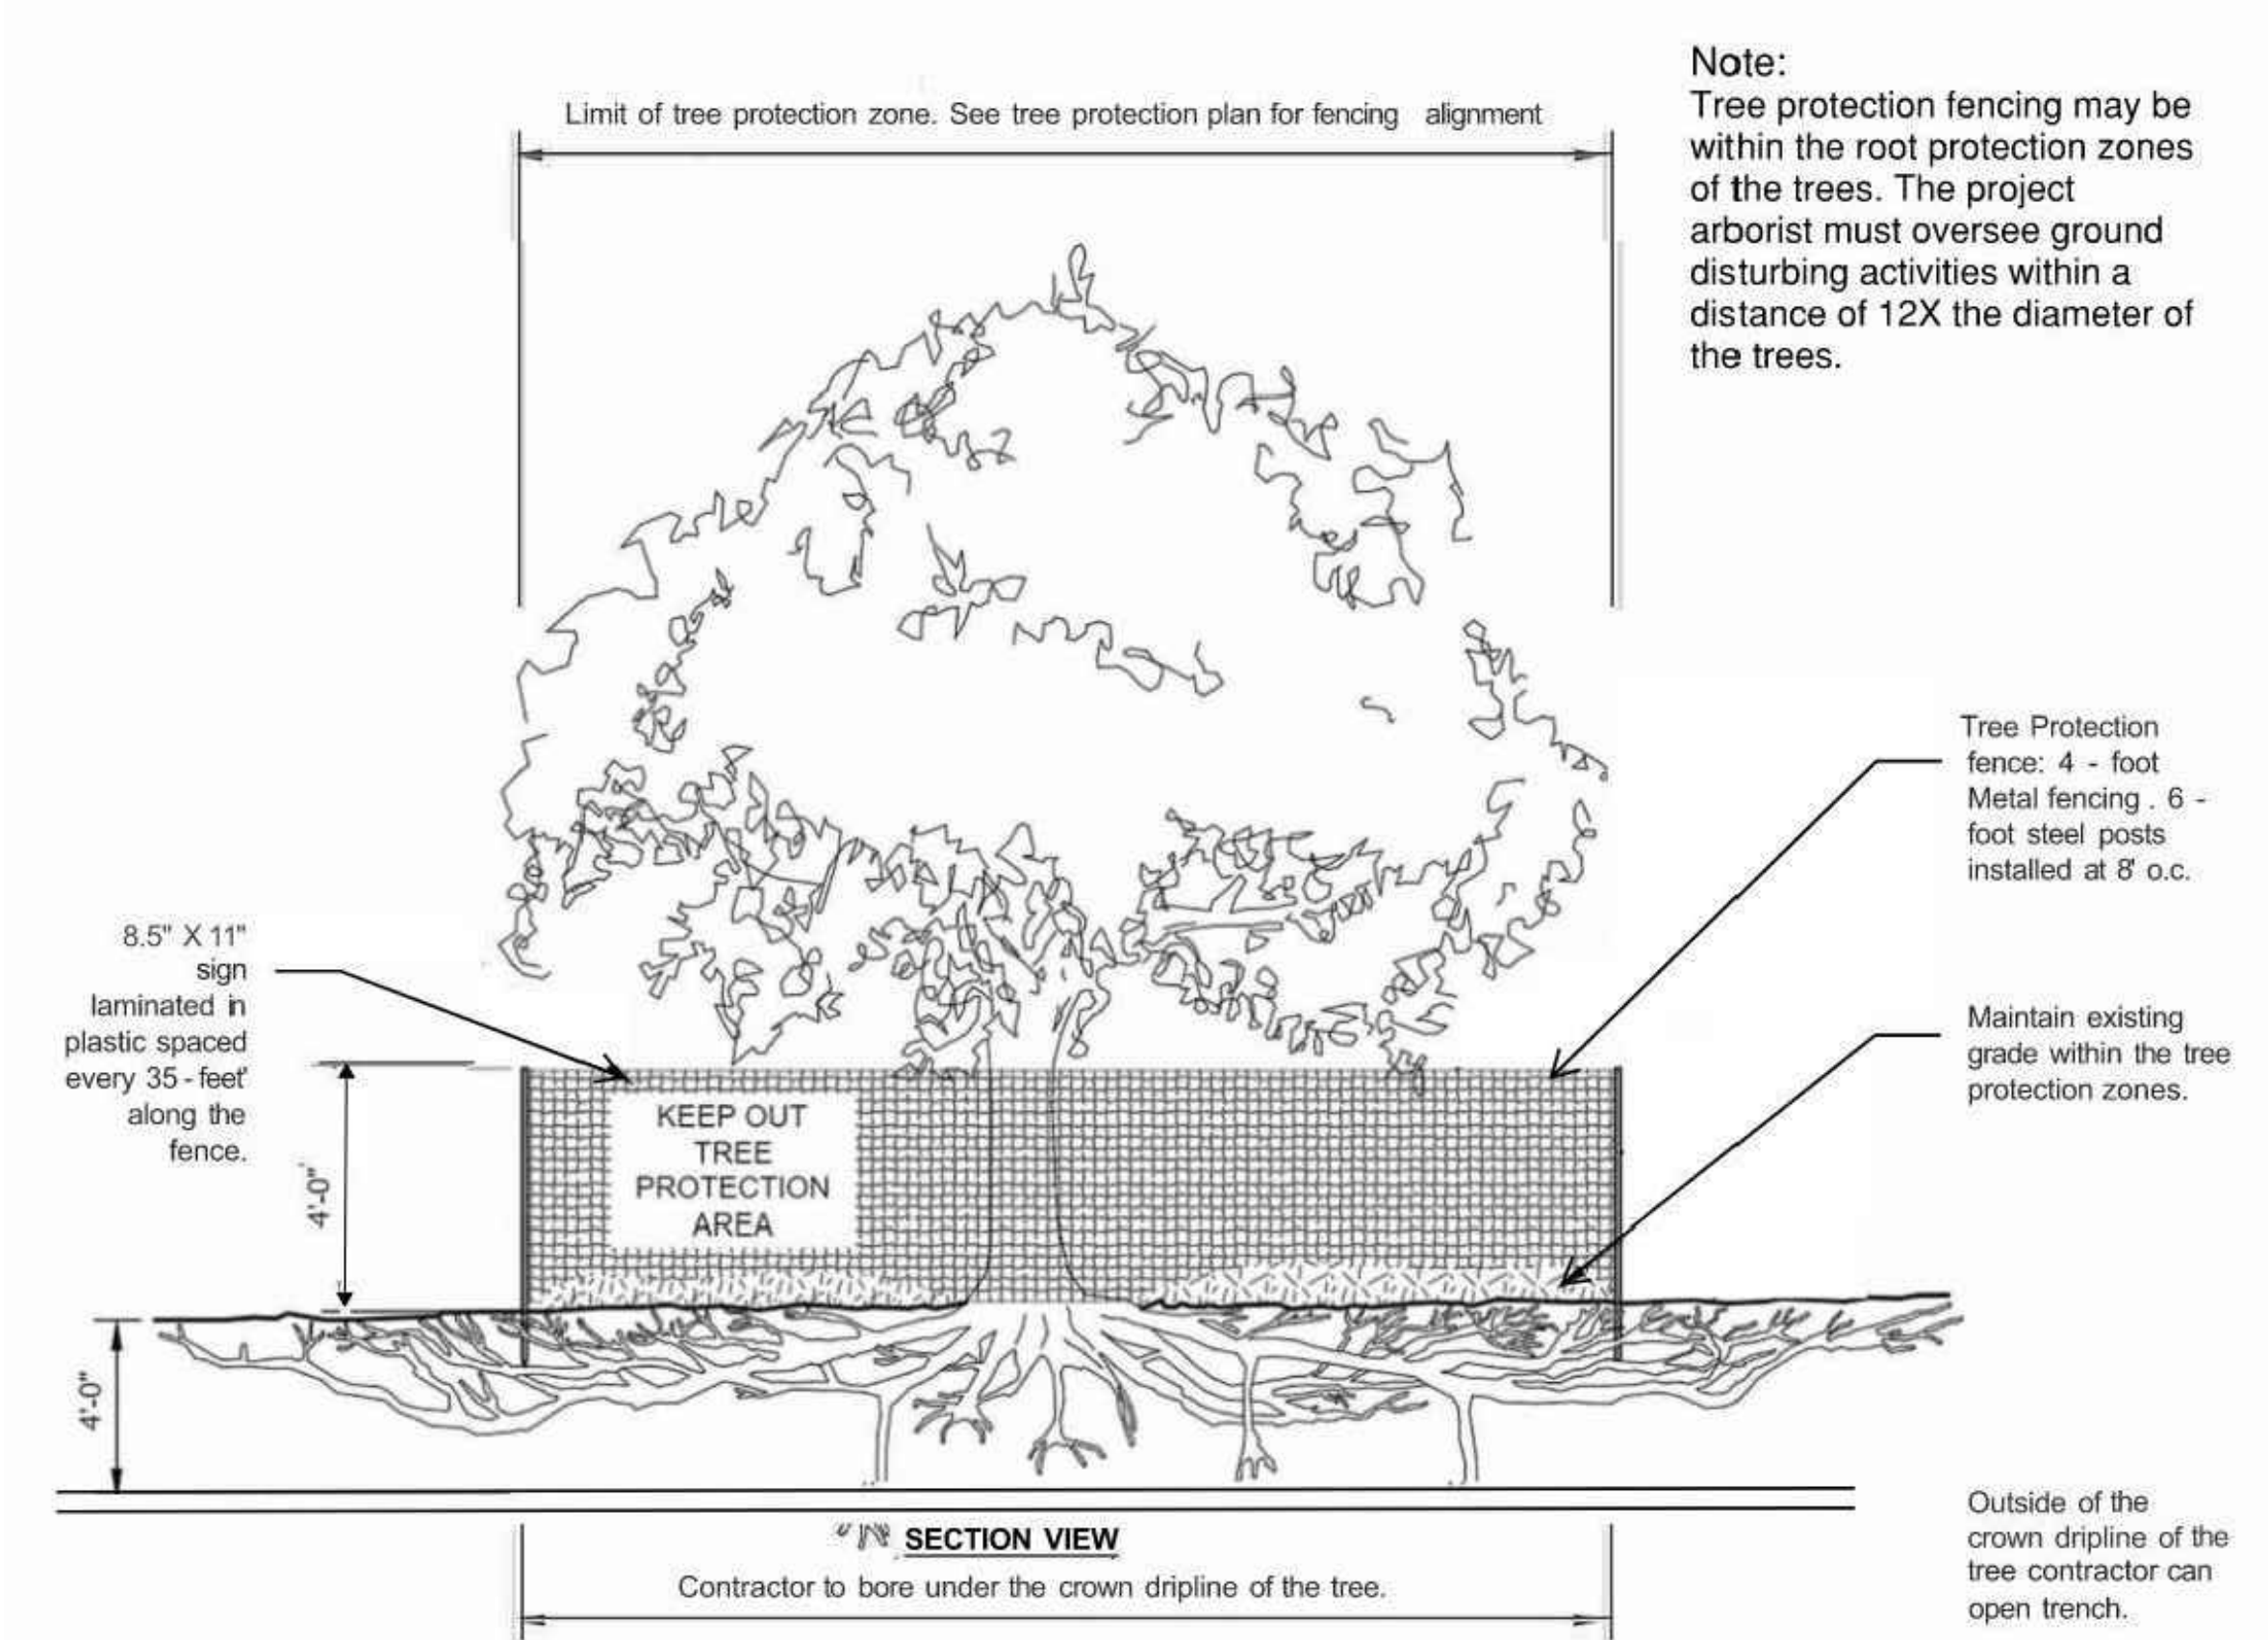 Note:
Tree protection fencing may be
within the root protection zones
of the trees. The project
arborist must oversee ground
disturbing activities within a
distance of 12X the diameter of
the trees.
Limit of tree protection zone. See tree protection plan for fencing alignment
Tree Protection
fence: 4 - foot
Metal fencing . 6 -
foot steel posts
installed at 8' o.c.
8.5" X 11"
sign
laminated in
plastic spaced
every 35 - feet'
along the
fence.
Maintain existing
grade within the tree
protection zones.
KEEP OUT
TREE
PROTECTION
AREA
4'-0"
4'-0"
SECTION VIEW
Contractor to bore under the crown dripline of the tree.
Outside of the
crown dripline of the
tree contractor can
open trench.